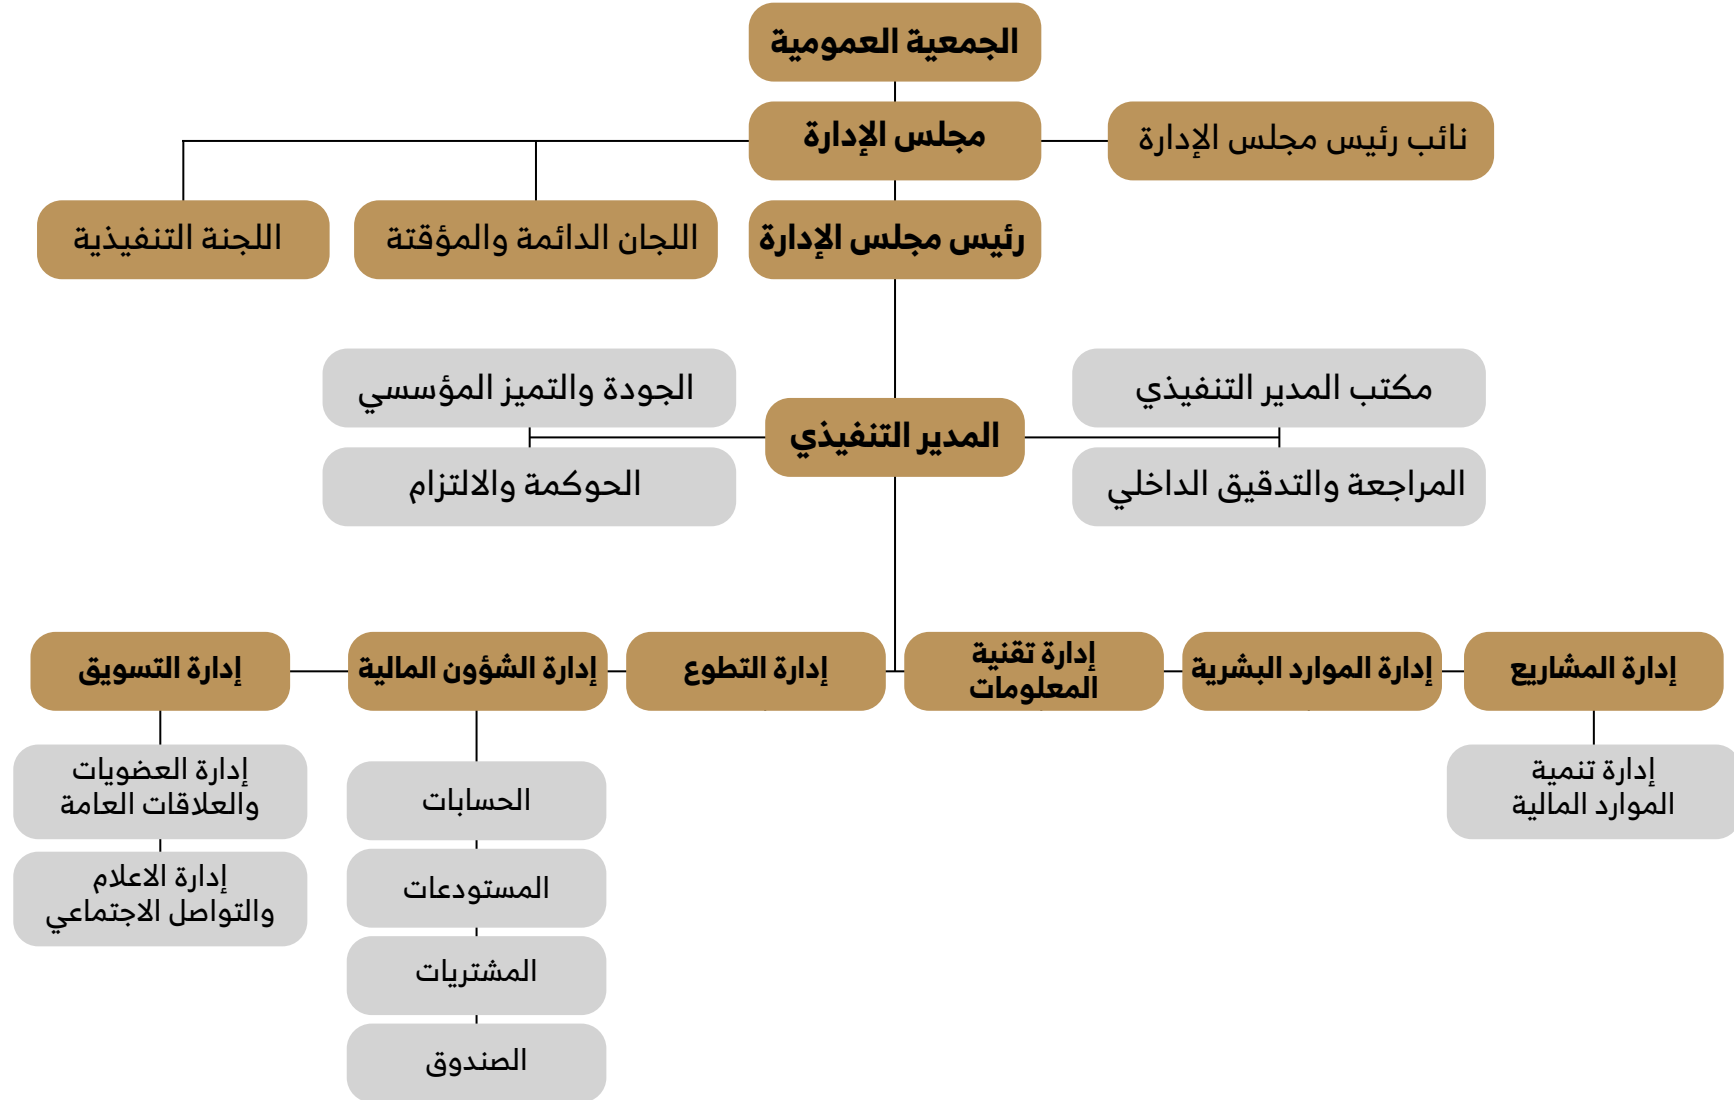 الجمعية العمومية
مجلس الإدارة
نائب رئيس مجلس الإدارة
رئيس مجلس الإدارة
اللجان الدائمة والمؤقتة
اللجنة التنفيذية
مكتب المدير التنفيذي
الجودة والتميز المؤسسي
المدير التنفيذي
المراجعة والتدقيق الداخلي
الحوكمة والالتزام
إدارة المشاريع
إدارة الموارد البشرية
إدارة تقنية
المعلومات
إدارة التطوع
إدارة الشؤون المالية
إدارة التسويق
إدارة تنمية
الموارد المالية
الحسابات
المستودعات
المشتريات
الصندوق
إدارة العضويات
والعلاقات العامة
إدارة الاعلام
والتواصل الاجتماعي